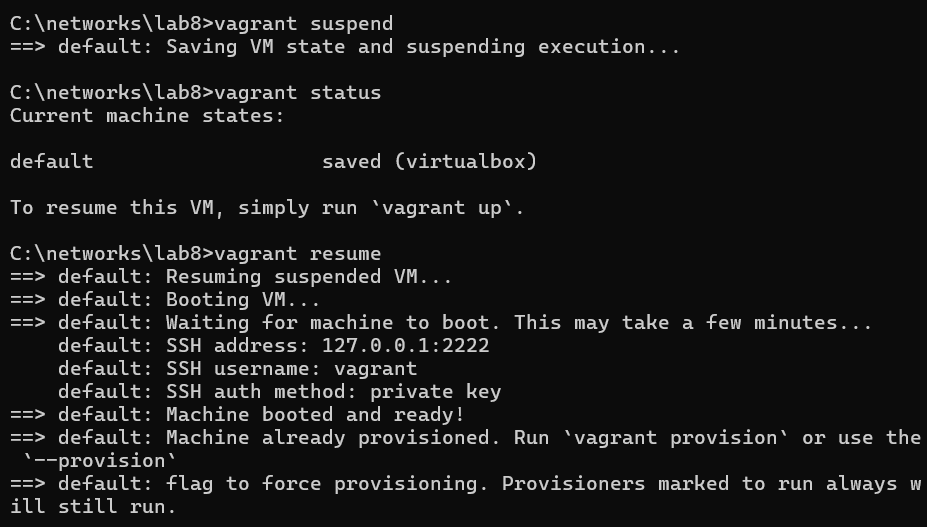 C:\networks\lab8>vagrant suspend
==> default: Saving VM state and suspending execution...
C:\networks\lab8>vagrant status
Current machine states:
default                   saved (virtualbox)
To resume this VM, simply run `vagrant up`.
C:\networks\lab8>vagrant resume
==> default: Resuming suspended VM...
==> default: Booting VM...
==> default: Waiting for machine to boot. This may take a few minutes...
    default: SSH address: 127.0.0.1:2222
    default: SSH username: vagrant
    default: SSH auth method: private key
==> default: Machine booted and ready!
==> default: Machine already provisioned. Run `vagrant provision` or use the
 `--provision`
==> default: flag to force provisioning. Provisioners marked to run always w
ill still run.